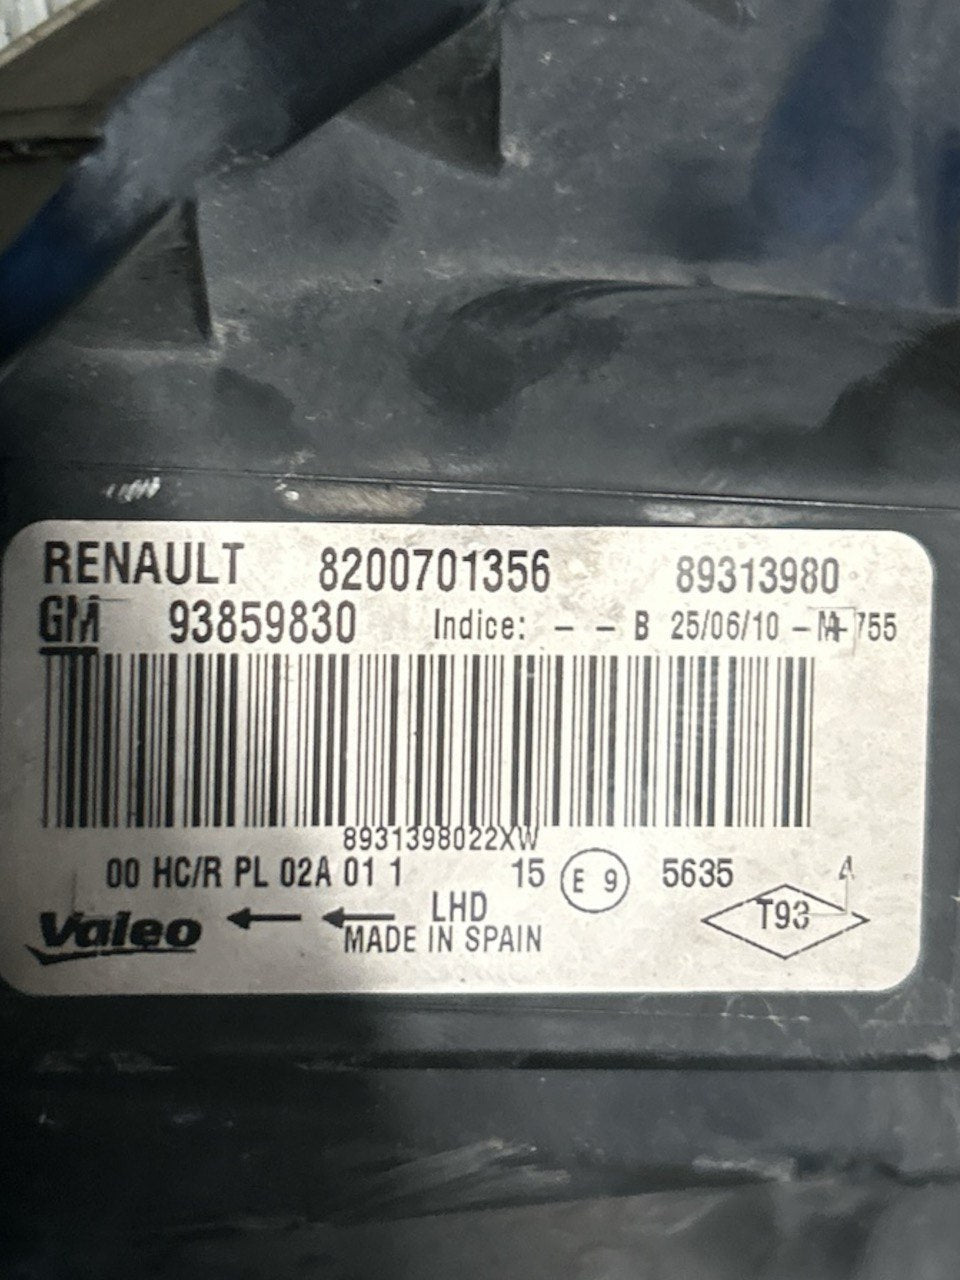 RENAULT 8200701356 89313980
GM 93859830 Indice: - - B 25/06/10 - 755
8931398022XW
00 HC/R PL 02A 01 1 15 E 9 5635 A
Valeo LHD T93
MADE IN SPAIN